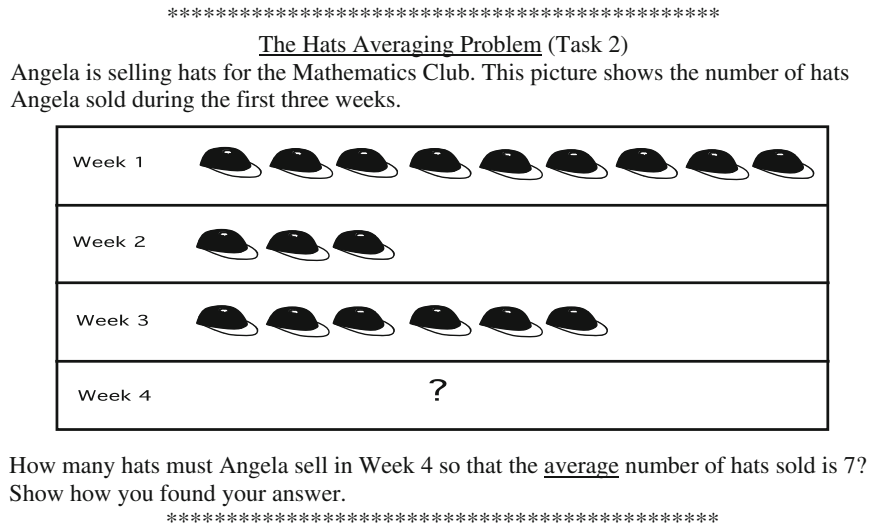 **********************************************
The Hats Averaging Problem (Task 2)
Angela is selling hats for the Mathematics Club. This picture shows the number of hats
Angela sold during the first three weeks.
Week 1
Week 2
Week 3
Week 4 ?
How many hats must Angela sell in Week 4 so that the average number of hats sold is 7?
Show how you found your answer.
**********************************************